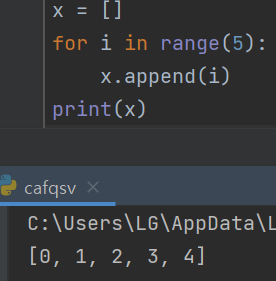 x = []
for i in range(5):
    x.append(i)
print(x)
cafqsv
C:\Users\LG\AppData\L
[0, 1, 2, 3, 4]